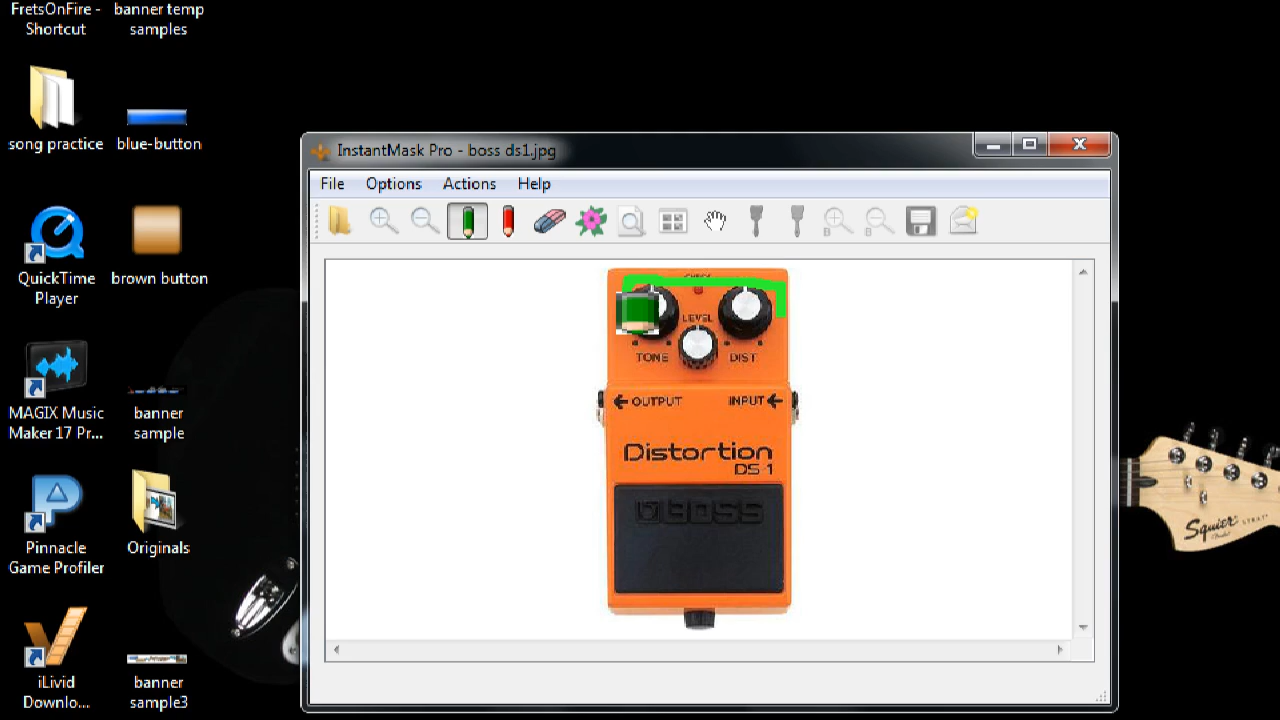 FretsOnFire -
Shortcut
banner temp
samples
song practice
blue-button
QuickTime
Player
brown button
MAGIX Music
Maker 17 Pr...
banner
sample
Pinnacle
Game Profiler
Originals
iLivid
Downlo...
banner
sample3
InstantMask Pro - boss ds1.jpg
File Options Actions Help
LEVEL
TONE DIST
OUTPUT INPUT
Distortion
DS-1
BOSS
Squier STRAT